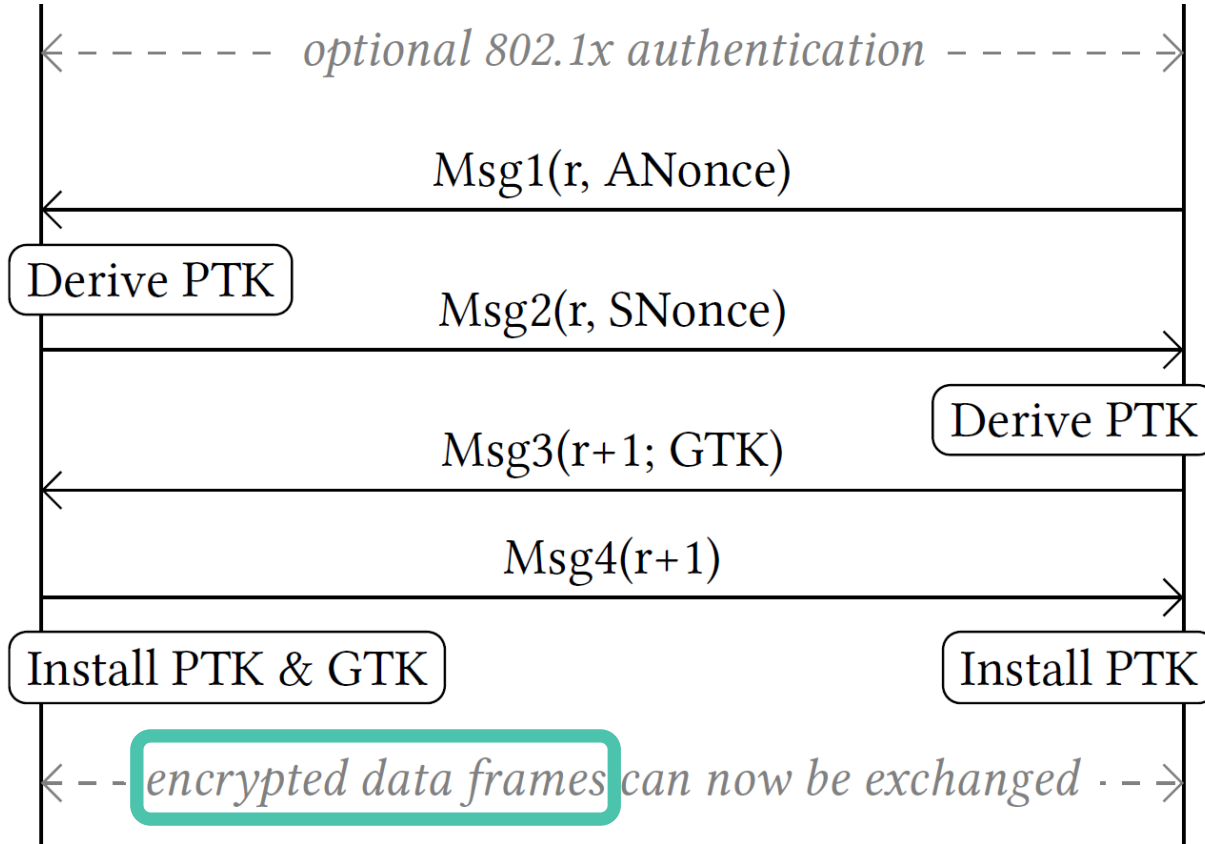 optional 802.1x authentication
Msg1(r, ANonce)
Derive PTK
Msg2(r, SNonce)
Derive PTK
Msg3(r+1; GTK)
Msg4(r+1)
Install PTK & GTK
Install PTK
encrypted data frames can now be exchanged